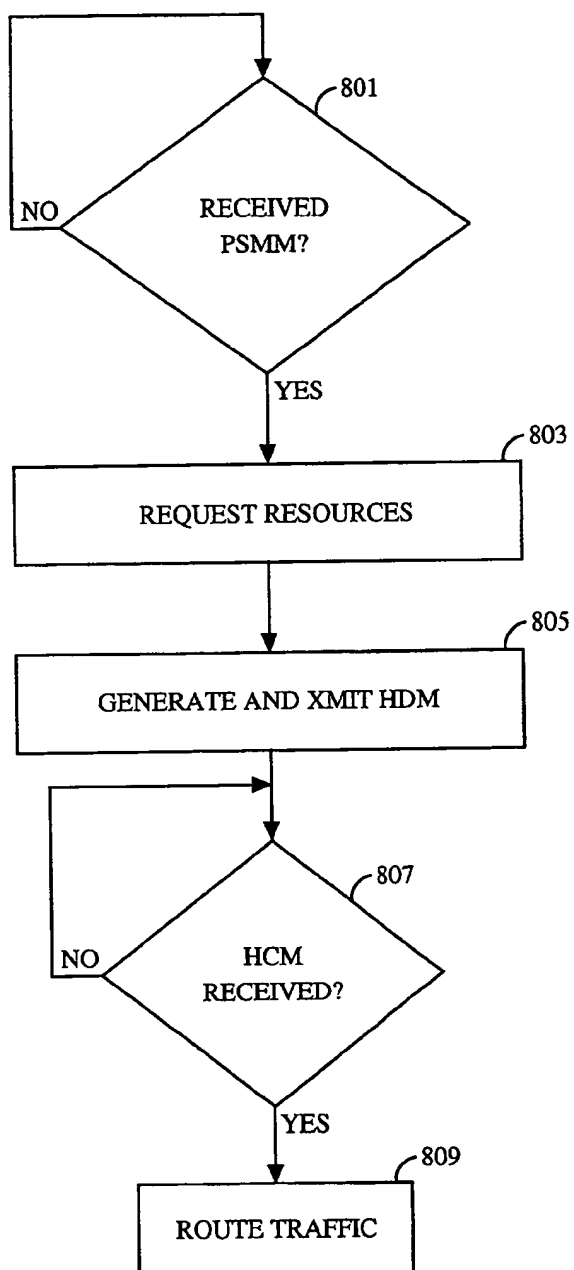 801
RECEIVED
PSMM?
NO
YES
803
REQUEST RESOURCES
805
GENERATE AND XMIT HDM
807
HCM
RECEIVED?
NO
YES
809
ROUTE TRAFFIC